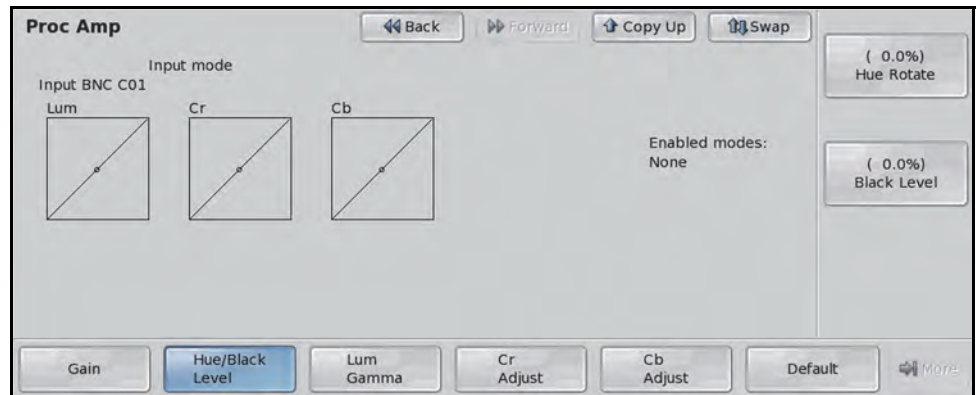 Proc Amp
Back
Forward
Copy Up
Swap
Input mode
Input BNC C01
Lum
Cr
Cb
Enabled modes:
None
( 0.0%)
Hue Rotate
( 0.0%)
Black Level
Gain
Hue/Black
Level
Lum
Gamma
Cr
Adjust
Cb
Adjust
Default
More